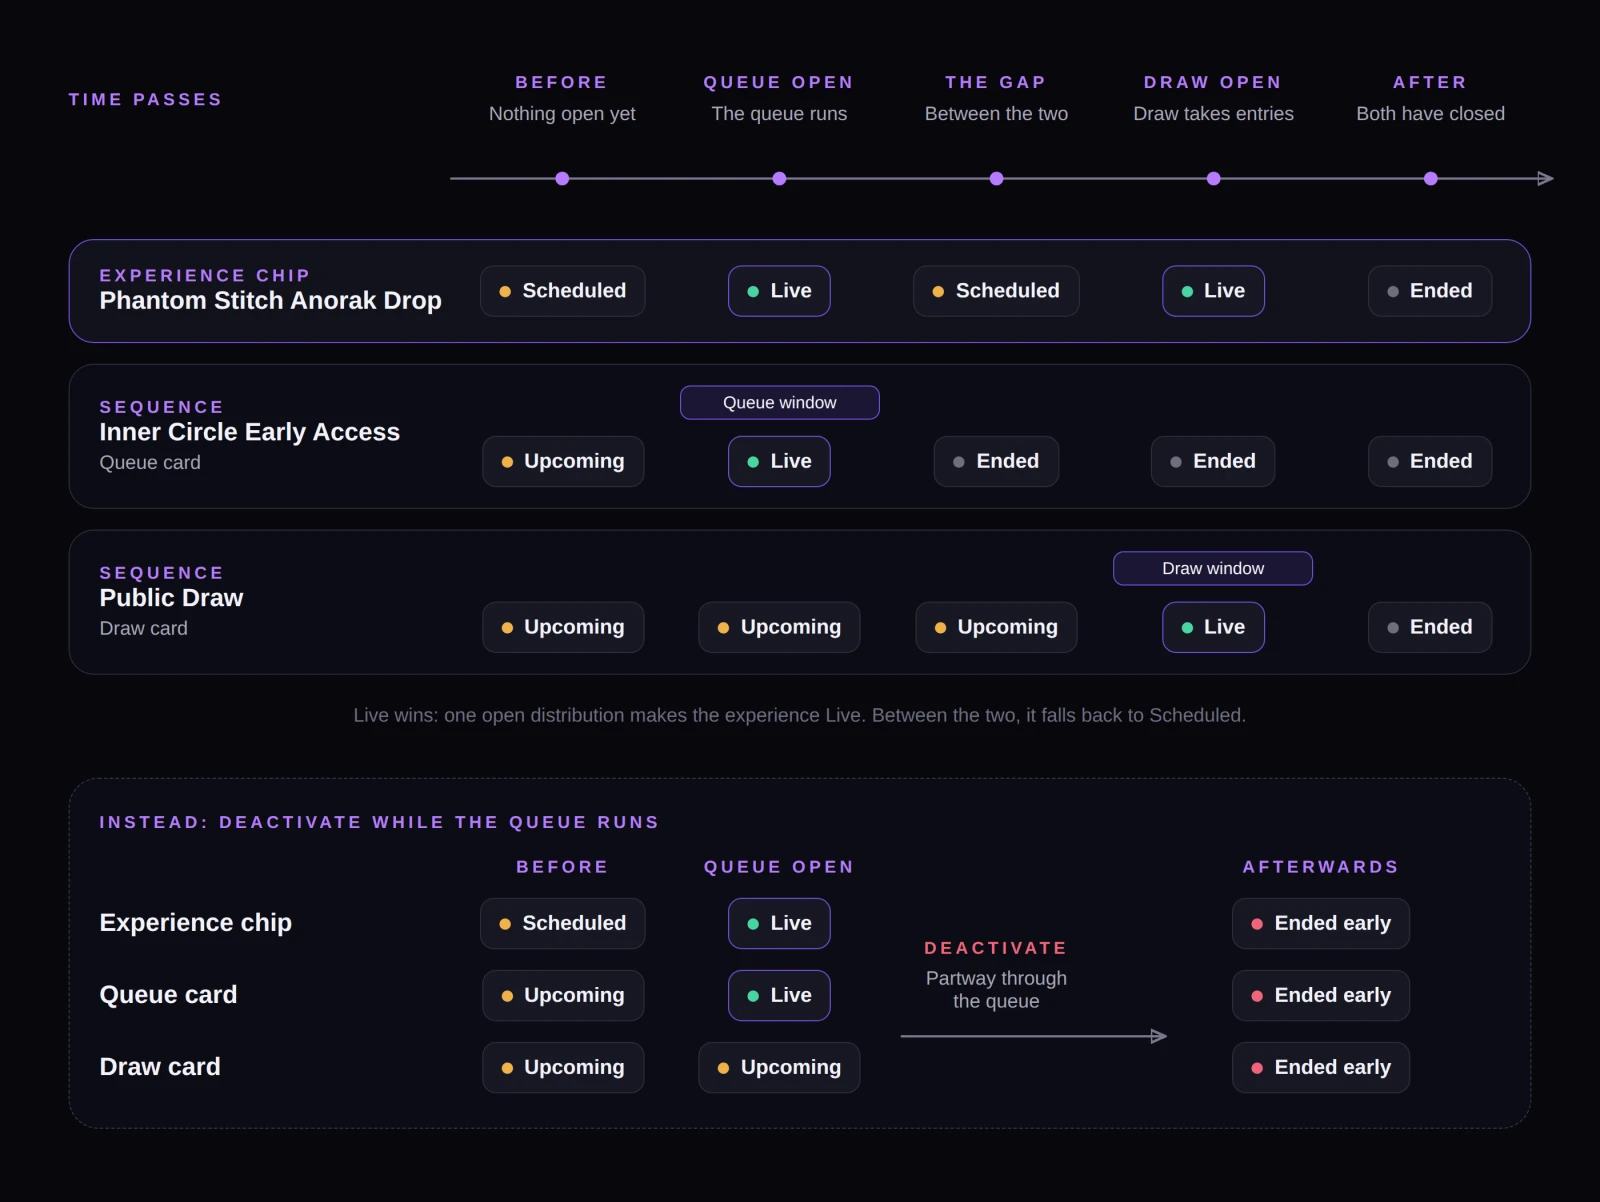 TIME PASSES
BEFORE
Nothing open yet
QUEUE OPEN
The queue runs
THE GAP
Between the two
DRAW OPEN
Draw takes entries
AFTER
Both have closed
EXPERIENCE CHIP
Phantom Stitch Anorak Drop
Scheduled
Live
Scheduled
Live
Ended
SEQUENCE
Inner Circle Early Access
Queue card
Queue window
Upcoming
Live
Ended
Ended
Ended
SEQUENCE
Public Draw
Draw card
Draw window
Upcoming
Upcoming
Upcoming
Live
Ended
Live wins: one open distribution makes the experience Live. Between the two, it falls back to Scheduled.
INSTEAD: DEACTIVATE WHILE THE QUEUE RUNS
BEFORE
QUEUE OPEN
AFTERWARDS
Experience chip
Scheduled
Live
Ended early
DEACTIVATE
Partway through
the queue
Queue card
Upcoming
Live
Ended early
Draw card
Upcoming
Upcoming
Ended early